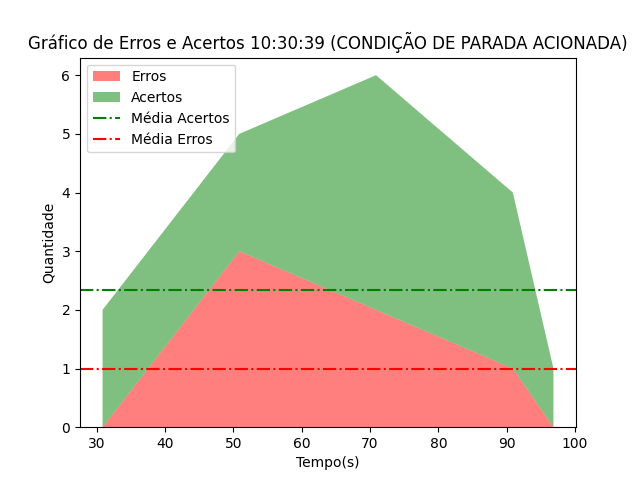 Gráfico de Erros e Acertos 10:30:39 (CONDIÇÃO DE PARADA ACIONADA)
Erros
Acertos
Média Acertos
Média Erros
Quantidade
6
5
4
3
2
1
0
30 40 50 60 70 80 90 100
Tempo(s)